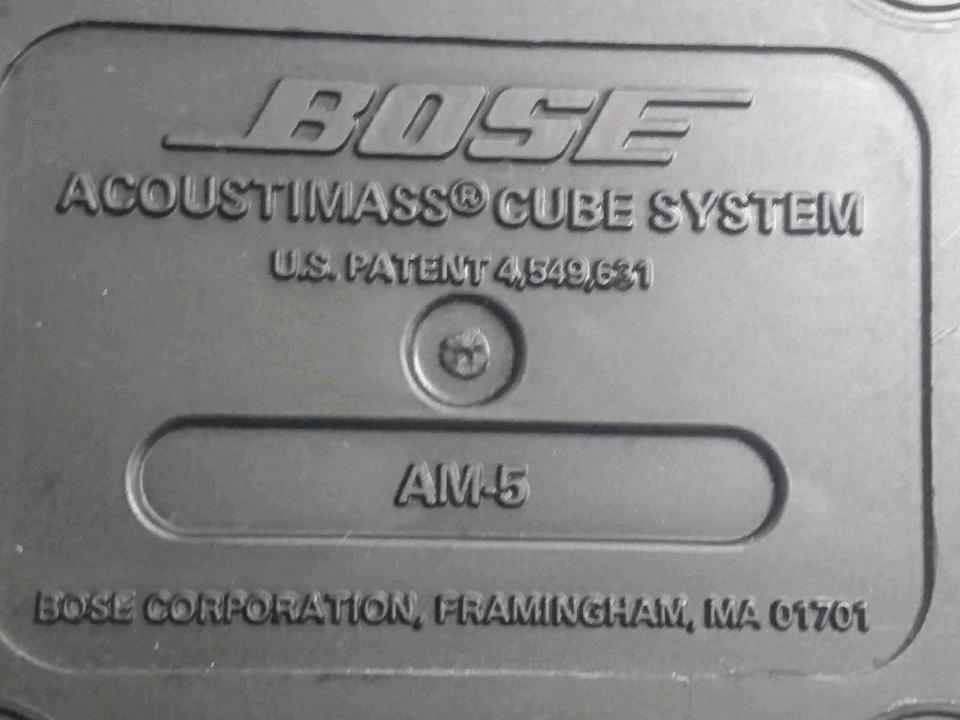 BOSE
ACOUSTIMASS® CUBE SYSTEM
U.S. PATENT 4,549,631
AM-5
BOSE CORPORATION, FRAMINGHAM, MA 01701